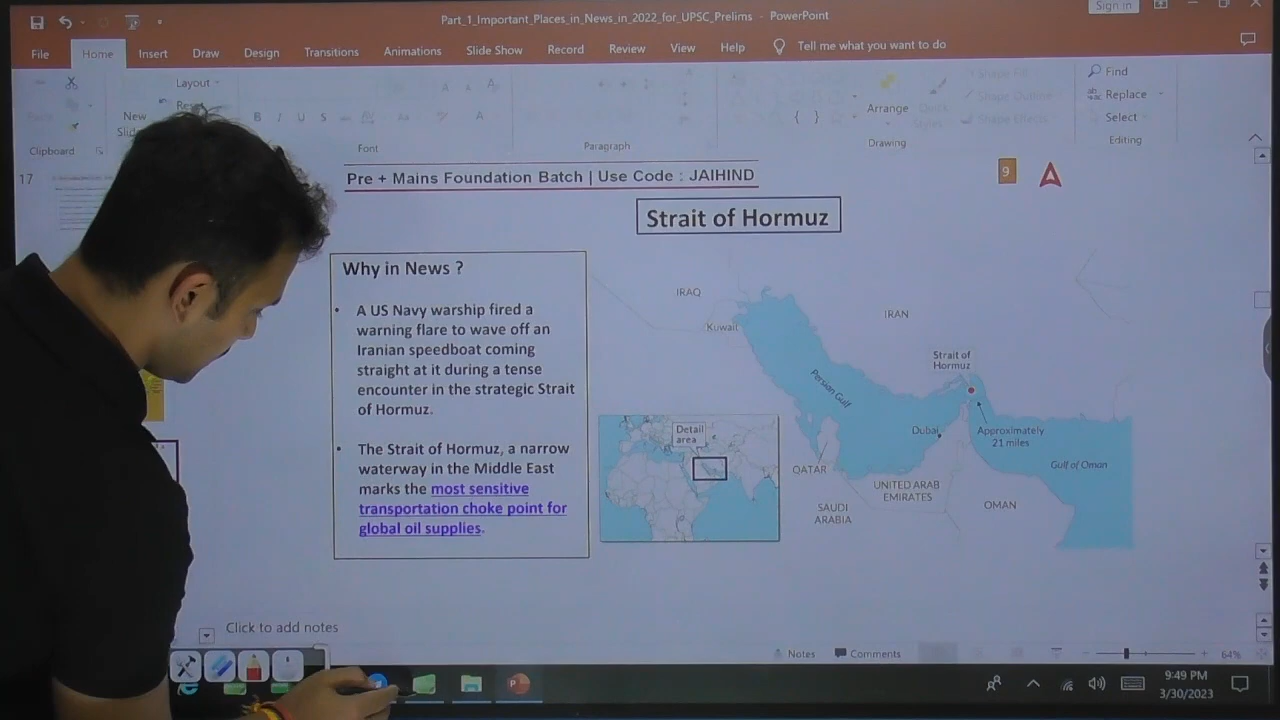 Part_1_Important_Places_in_News_in_2022_for_UPSC_Prelims - PowerPoint
Sign in
File Home Insert Draw Design Transitions Animations Slide Show Record Review View Help Tell me what you want to do
Layout
Reset
New
Clipboard
B I U S
Font
Paragraph
{ }
Arrange
Shape Outline
Shape Effects
Drawing
Find
Replace
Select
Editing
17
Pre + Mains Foundation Batch | Use Code : JAIHIND
9
Strait of Hormuz
Why in News ?
• A US Navy warship fired a
warning flare to wave off an
Iranian speedboat coming
straight at it during a tense
encounter in the strategic Strait
of Hormuz.
• The Strait of Hormuz, a narrow
waterway in the Middle East
marks the most sensitive
transportation choke point for
global oil supplies.
IRAQ
Kuwait
IRAN
Strait of
Hormuz
Persian Gulf
Dubai
Approximately
21 miles
Gulf of Oman
QATAR
UNITED ARAB
EMIRATES
SAUDI
ARABIA
OMAN
Detail
area
Click to add notes
Notes Comments 64%
9:49 PM
3/30/2023